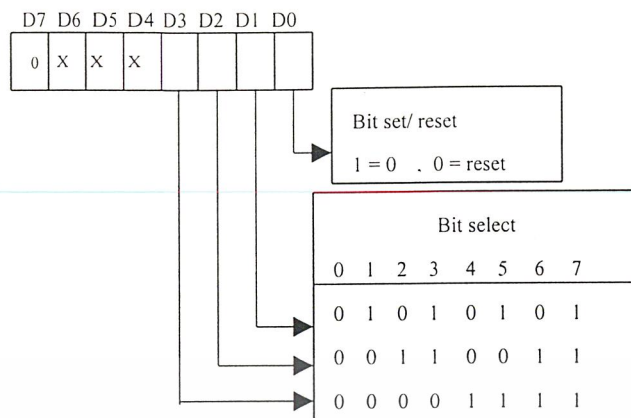 D7 D6 D5 D4 D3 D2 D1 D0
0 X X X
Bit set/ reset
1 = 0 . 0 = reset
Bit select
0 1 2 3 4 5 6 7
0 1 0 1 0 1 0 1
0 0 1 1 0 0 1 1
0 0 0 0 1 1 1 1